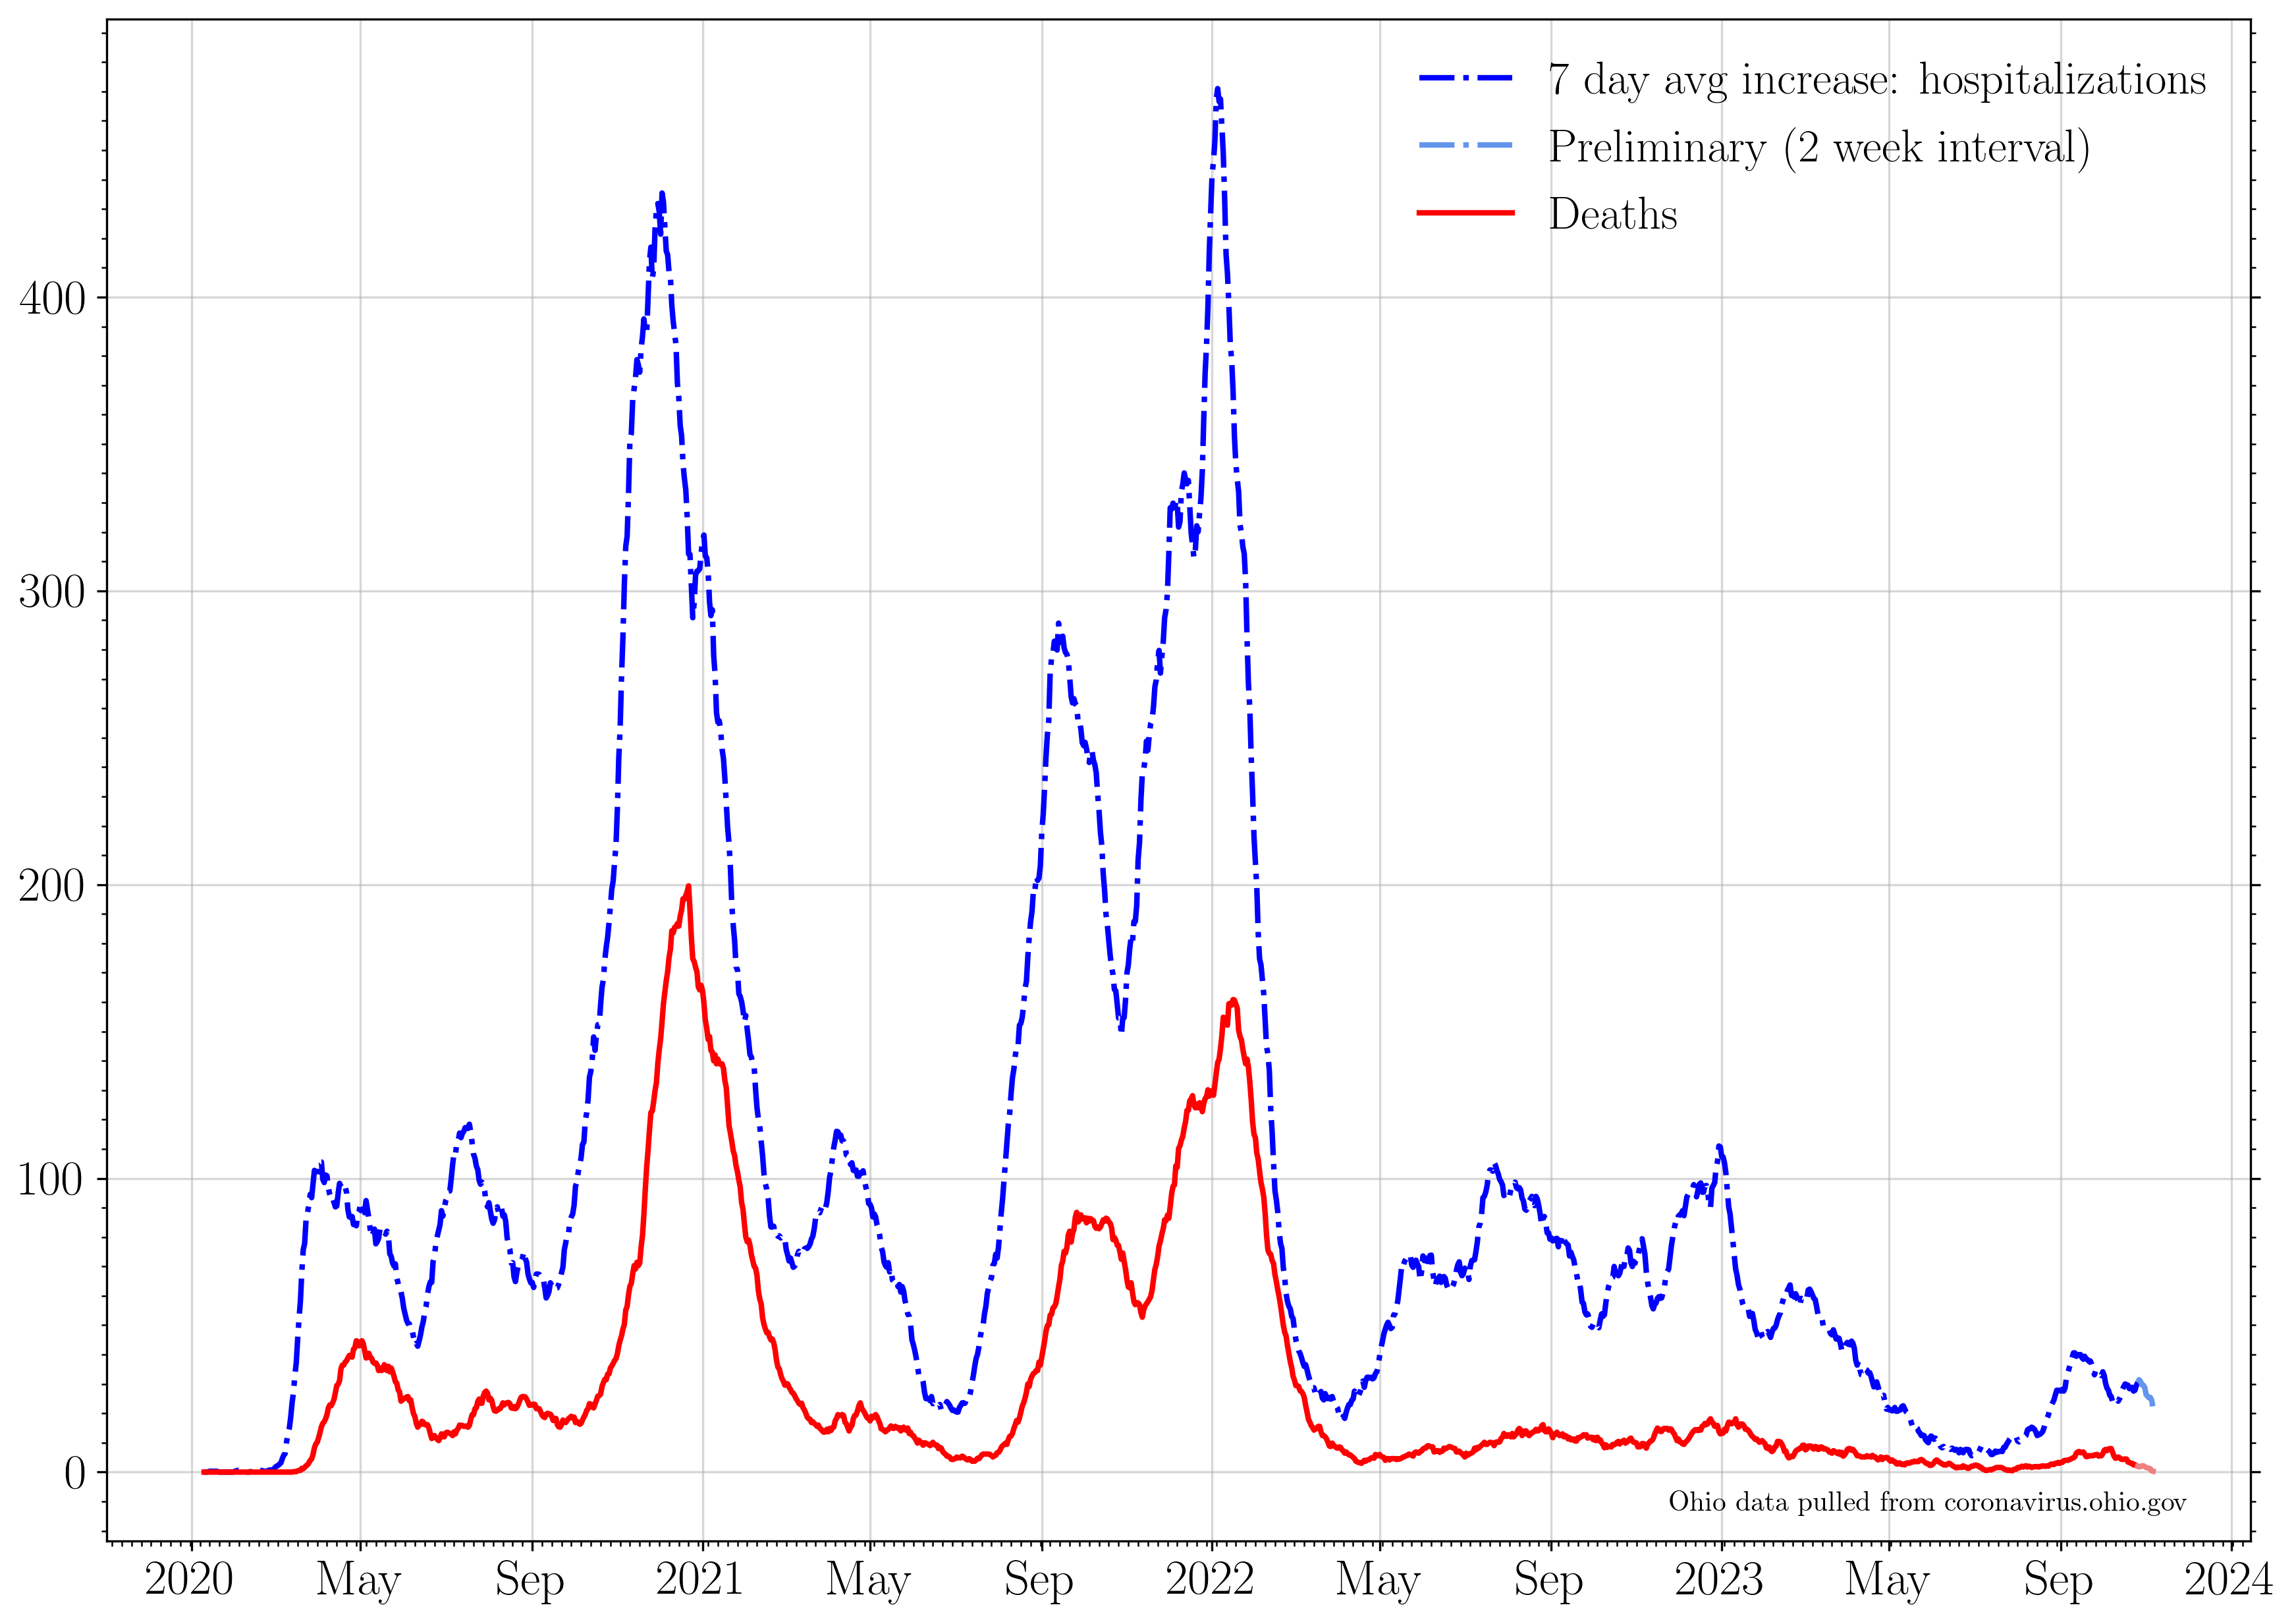 7 day avg increase: hospitalizations
Preliminary (2 week interval)
Deaths
400
300
200
100
0
Ohio data pulled from coronavirus.ohio.gov
2020 May Sep 2021 May Sep 2022 May Sep 2023 May Sep 2024